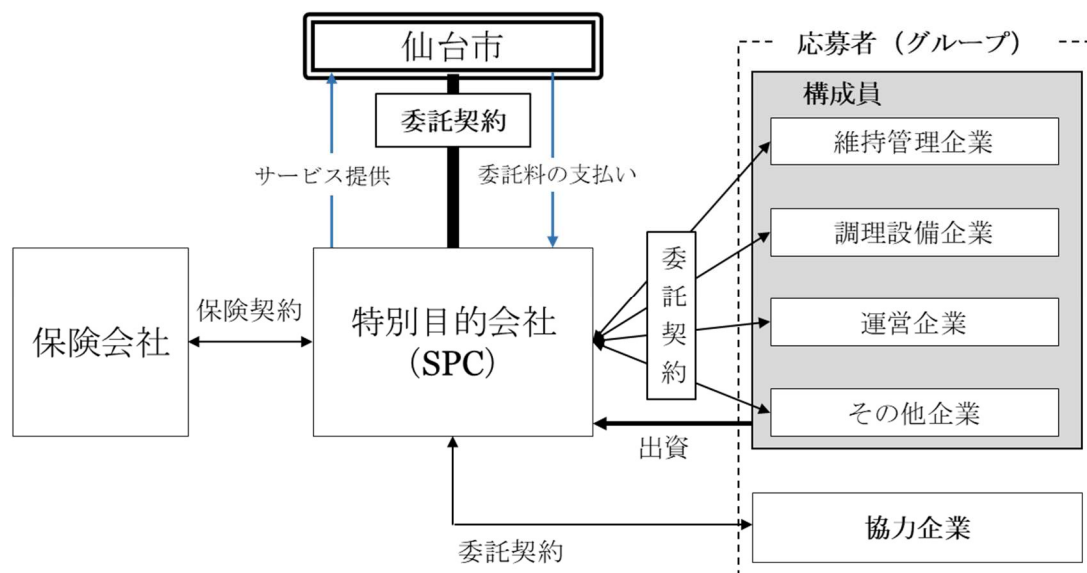 仙台市
応募者（グループ）
委託契約
サービス提供
委託料の支払い
構成員
維持管理企業
調理設備企業
運営企業
その他企業
保険会社
保険契約
特別目的会社
（SPC）
委託契約
出資
協力企業
委託契約